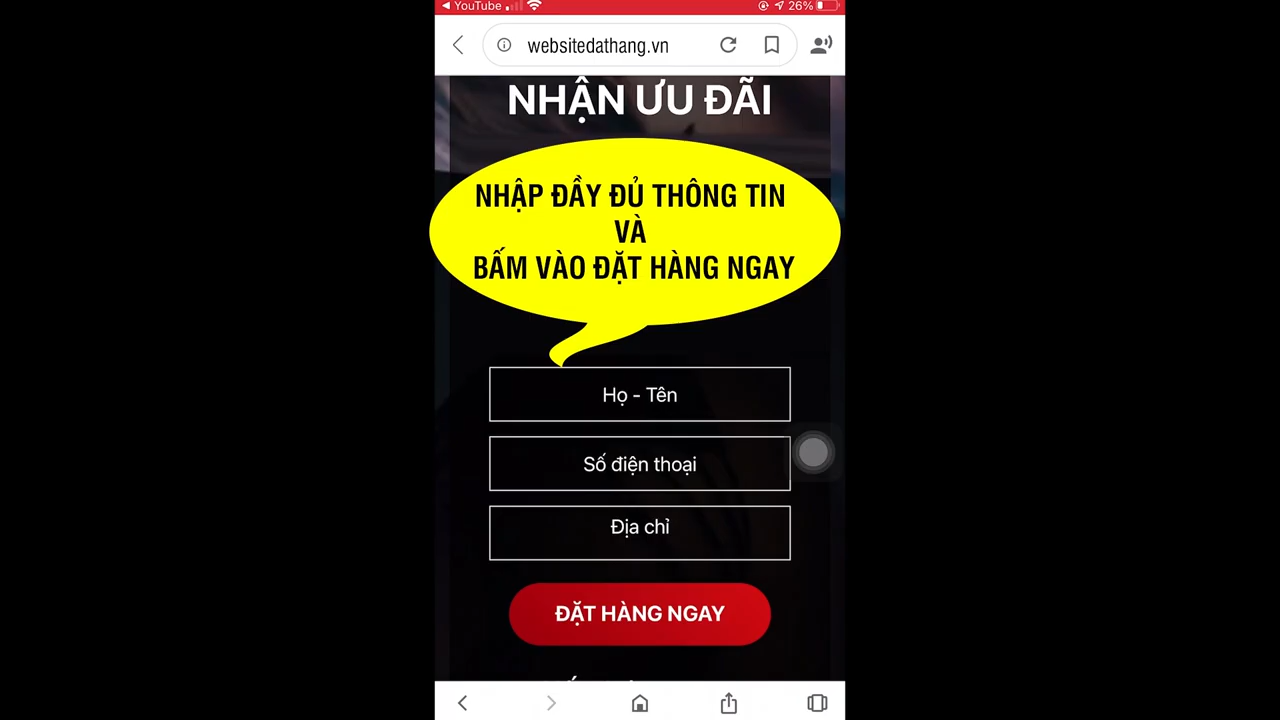 YouTube 26%
websitedathang.vn
NHẬN ƯU ĐÃI
NHẬP ĐẦY ĐỦ THÔNG TIN
VÀ
BẤM VÀO ĐẶT HÀNG NGAY
Họ - Tên
Số điện thoại
Địa chỉ
ĐẶT HÀNG NGAY